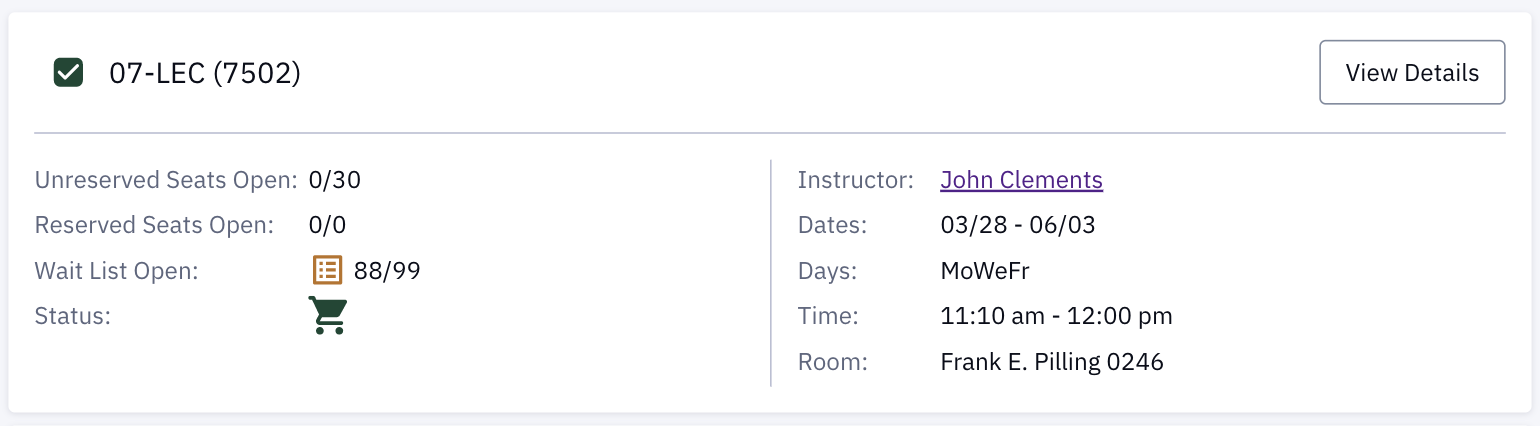 07-LEC (7502)
View Details
Unreserved Seats Open: 0/30
Reserved Seats Open: 0/0
Wait List Open: 88/99
Status:
Instructor: John Clements
Dates: 03/28 - 06/03
Days: MoWeFr
Time: 11:10 am - 12:00 pm
Room: Frank E. Pilling 0246